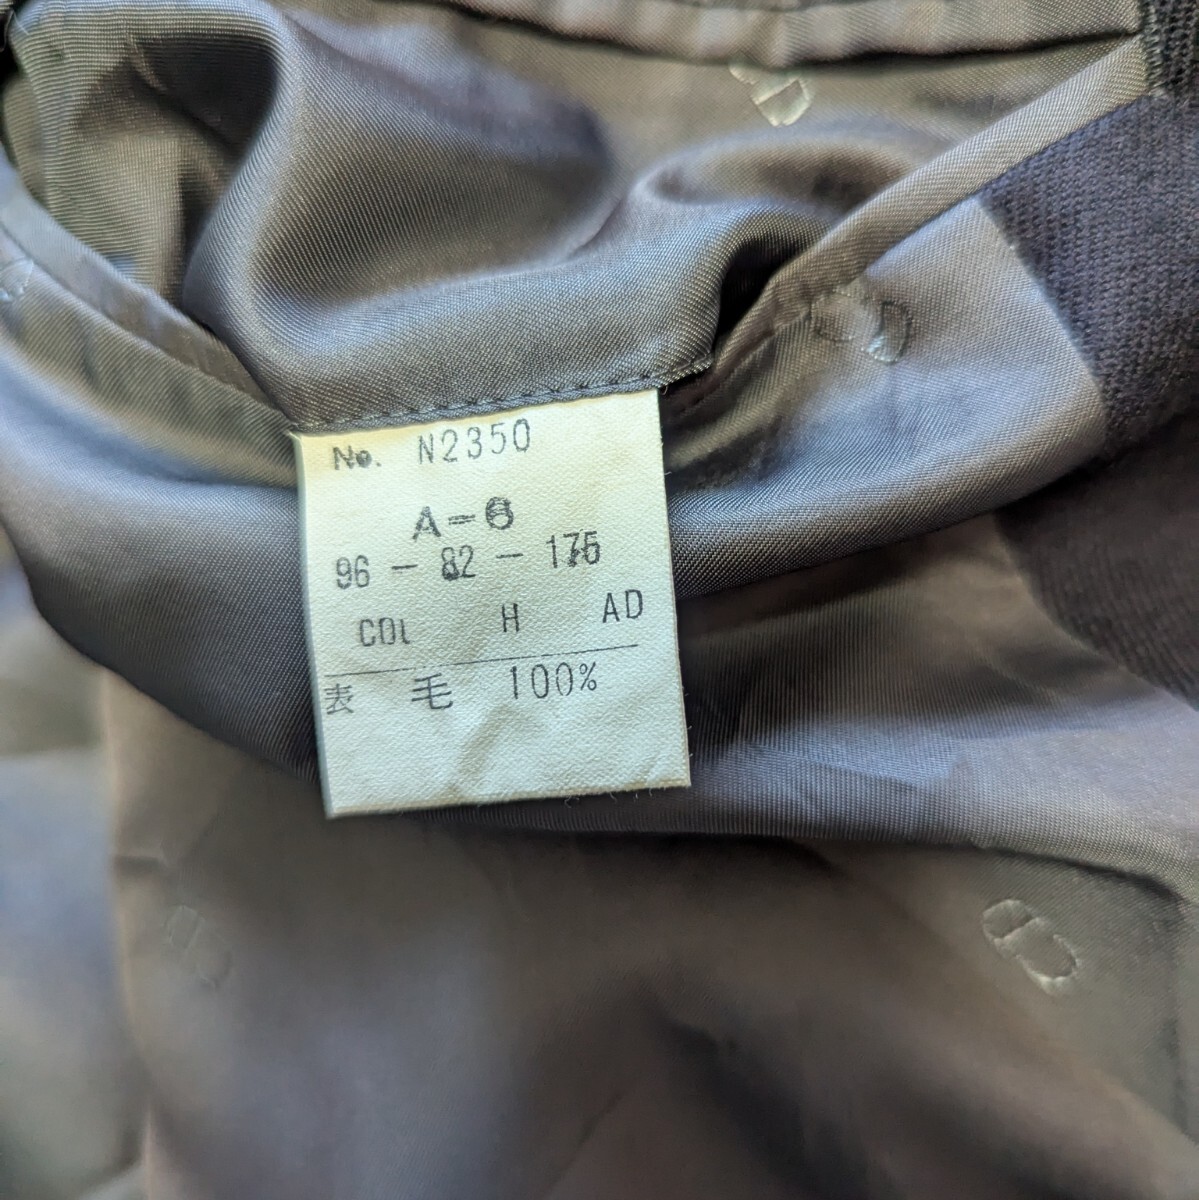 No. N2350
A-6
96 - 82 - 175
COL H AD
表 毛 100%